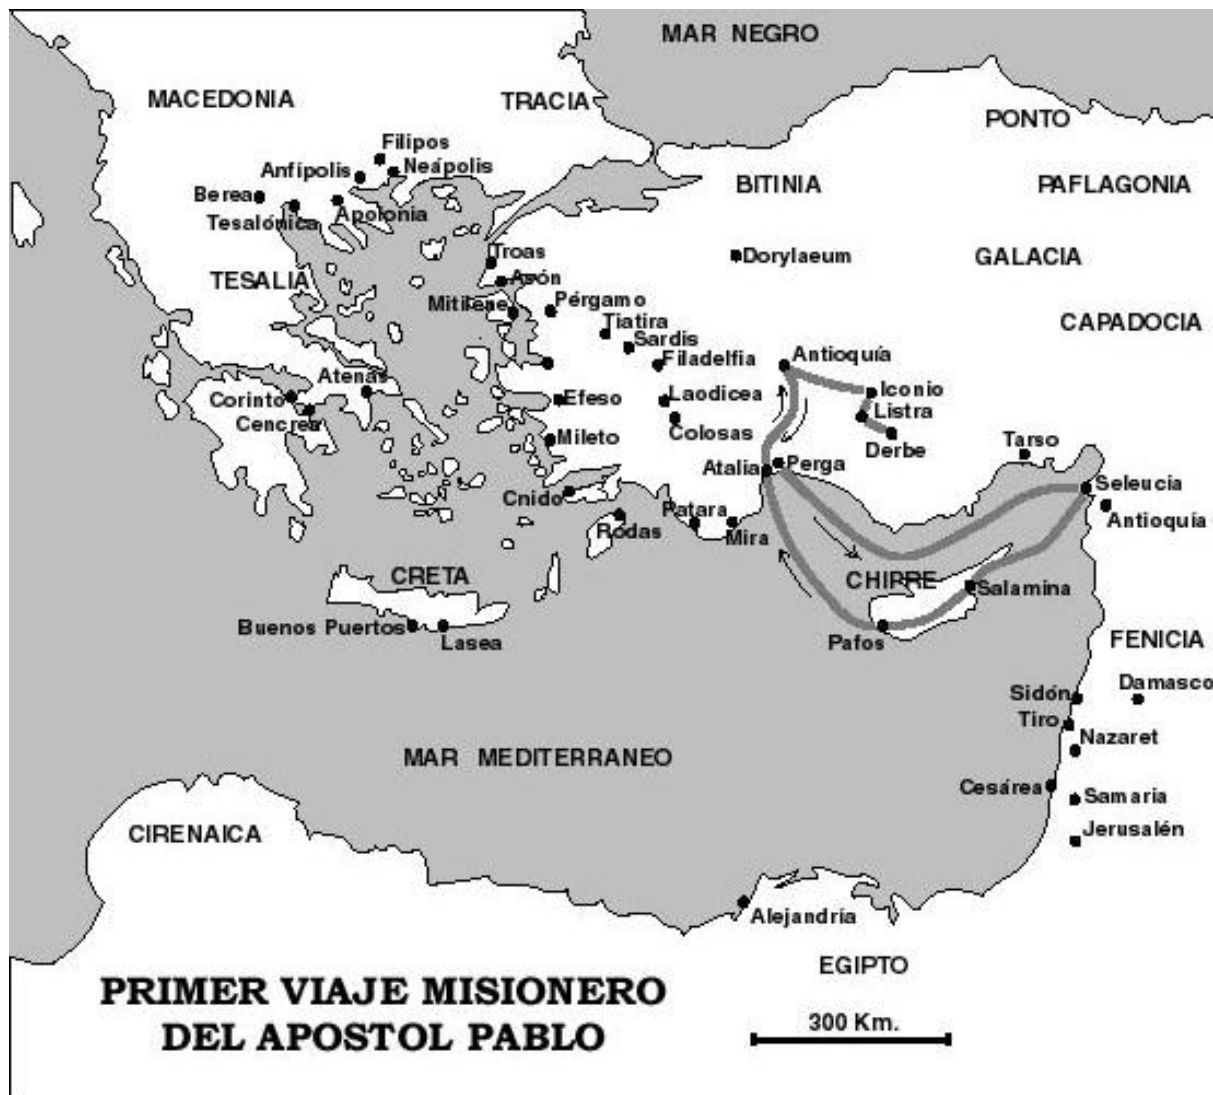 MAR NEGRO
MACEDONIA
TRACIA
PONTO
Filipos
Anfípolis
Neápolis
BITINIA
PAFLAGONIA
Berea
Tesalónica
Apolonia
Troas
Dorylaeum
GALACIA
TESALIA
Asón
Mitilene
Pérgamo
Tiatira
CAPADOCIA
Sardis
Filadelfia
Antioquía
Atenas
Corinto
Cencrea
Efeso
Laodicea
Iconio
Listra
Mileto
Colosas
Derbe
Tarso
Atalia
Perga
Seleucia
Cnido
Patara
Antioquía
Rodas
Mira
CRETA
CHIPRE
Salamina
Buenos Puertos
Lasea
Pafos
FENICIA
Sidón
Damasco
Tiro
Nazaret
MAR MEDITERRANEO
Cesárea
Samaria
CIRENAICA
Jerusalén
Alejandría
EGIPTO
PRIMER VIAJE MISIONERO
DEL APOSTOL PABLO
300 Km.